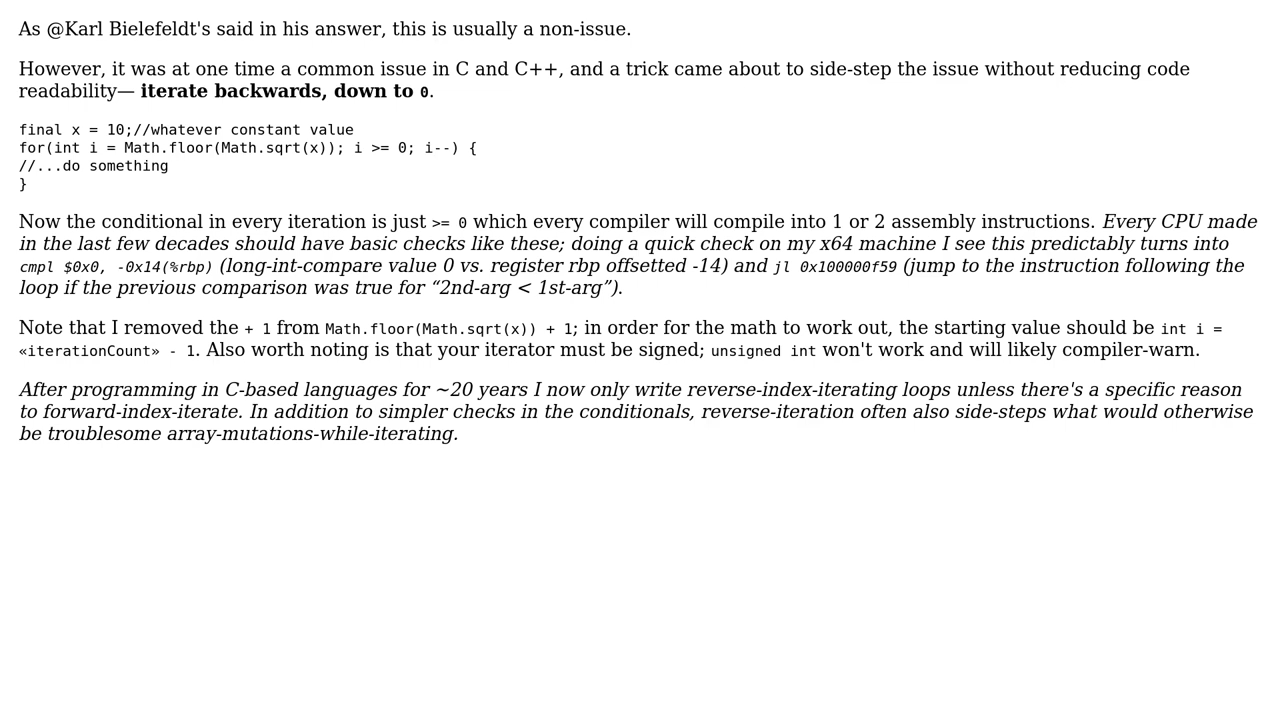 As @Karl Bielefeldt's said in his answer, this is usually a non-issue.
However, it was at one time a common issue in C and C++, and a trick came about to side-step the issue without reducing code
readability— iterate backwards, down to 0.
final x = 10;//whatever constant value
for(int i = Math.floor(Math.sqrt(x)); i >= 0; i--) {
//...do something
}
Now the conditional in every iteration is just >= 0 which every compiler will compile into 1 or 2 assembly instructions. Every CPU made
in the last few decades should have basic checks like these; doing a quick check on my x64 machine I see this predictably turns into
cmpl $0x0, -0x14(%rbp) (long-int-compare value 0 vs. register rbp offsetted -14) and jl 0x100000f59 (jump to the instruction following the
loop if the previous comparison was true for “2nd-arg < 1st-arg”).
Note that I removed the + 1 from Math.floor(Math.sqrt(x)) + 1; in order for the math to work out, the starting value should be int i =
«iterationCount» - 1. Also worth noting is that your iterator must be signed; unsigned int won't work and will likely compiler-warn.
After programming in C-based languages for ~20 years I now only write reverse-index-iterating loops unless there's a specific reason
to forward-index-iterate. In addition to simpler checks in the conditionals, reverse-iteration often also side-steps what would otherwise
be troublesome array-mutations-while-iterating.